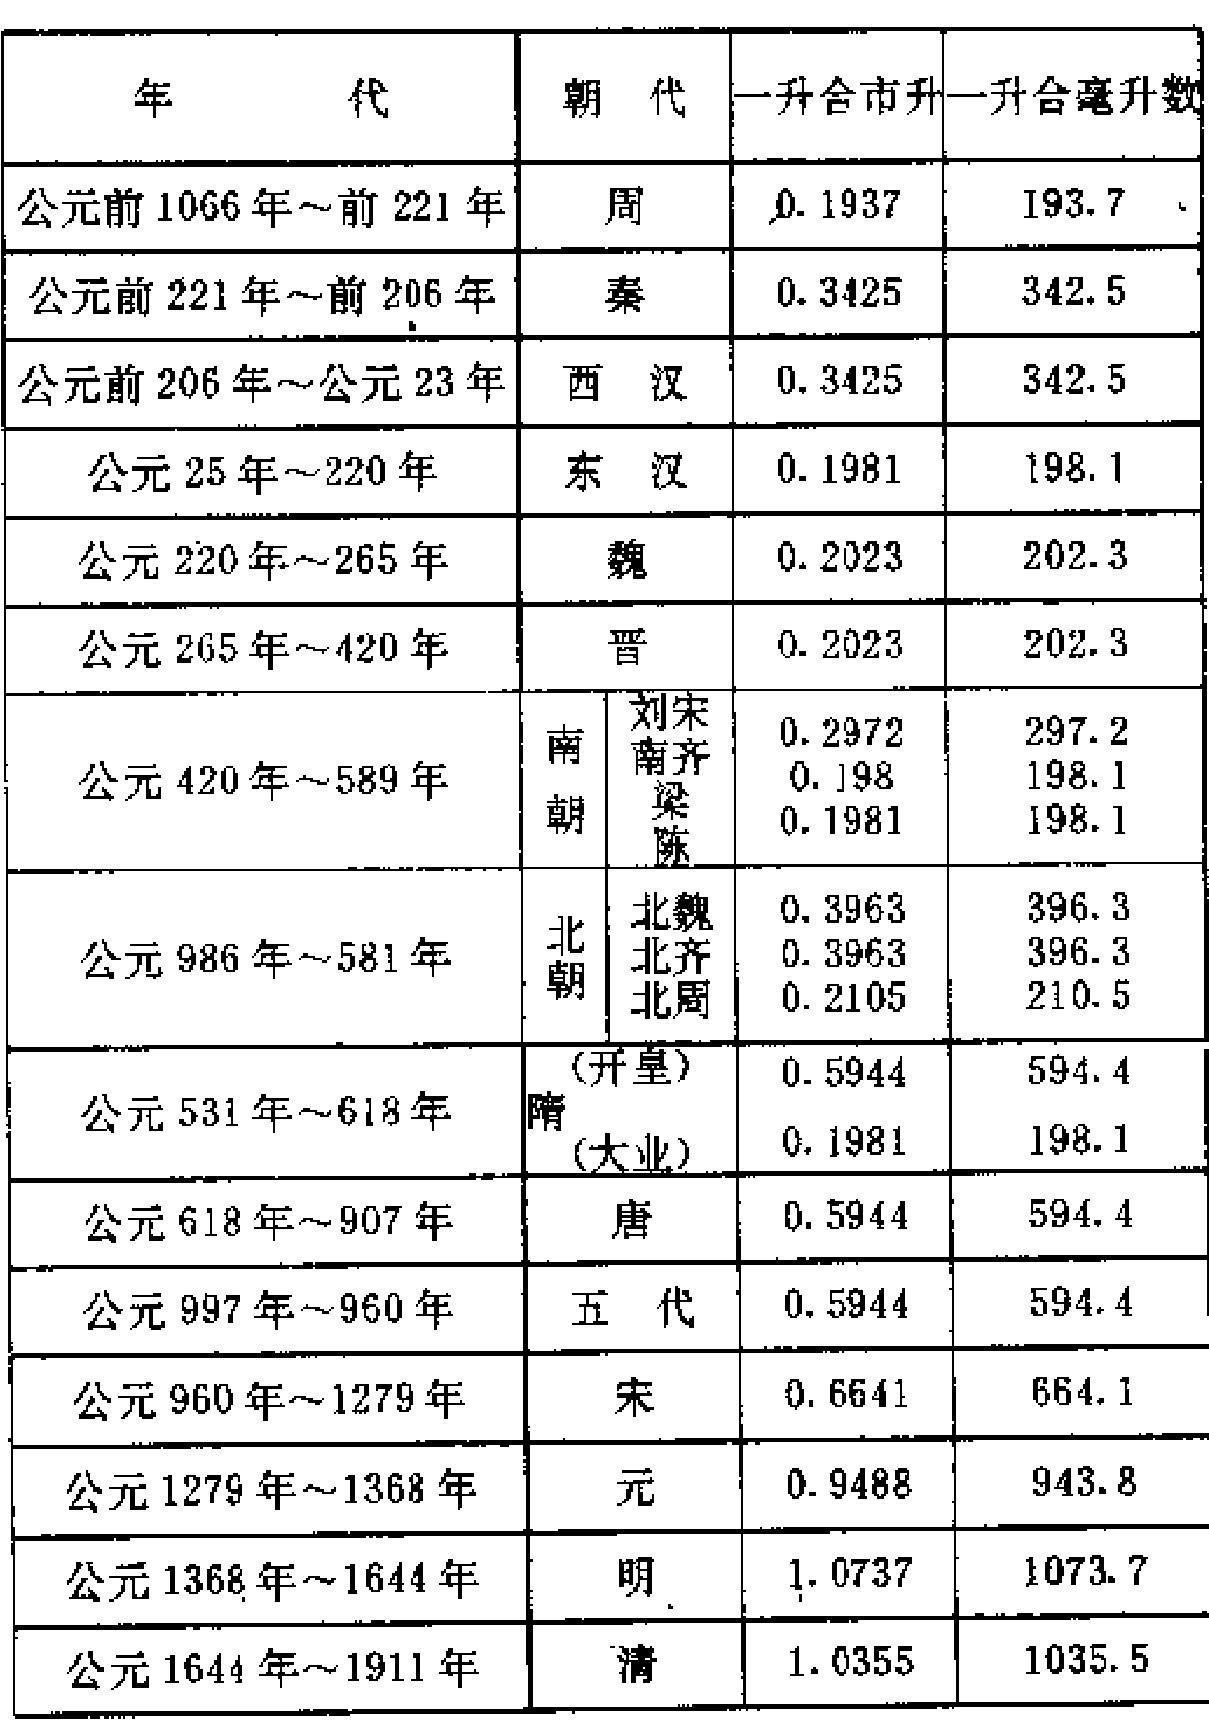 年 代 朝 代 一升合市升 一升合毫升数
公元前 1066 年～前 221 年 周 0.1937 193.7
公元前 221 年～前 206 年 秦 0.3425 342.5
公元前 206 年～公元 23 年 西 汉 0.3425 342.5
公元 25 年～220 年 东 汉 0.1981 198.1
公元 220 年～265 年 魏 0.2023 202.3
公元 265 年～420 年 晋 0.2023 202.3
公元 420 年～589 年 南朝 刘宋 0.2972 297.2
南齐 0.198 198.1
梁 0.1981 198.1
陈
公元 986 年～581 年 北朝 北魏 0.3963 396.3
北齐 0.3963 396.3
北周 0.2105 210.5
公元 531 年～618 年 隋 (开皇) 0.5944 594.4
(大业) 0.1981 198.1
公元 618 年～907 年 唐 0.5944 594.4
公元 997 年～960 年 五 代 0.5944 594.4
公元 960 年～1279 年 宋 0.6641 664.1
公元 1279 年～1368 年 元 0.9488 943.8
公元 1368 年～1644 年 明 1.0737 1073.7
公元 1644 年～1911 年 清 1.0355 1035.5